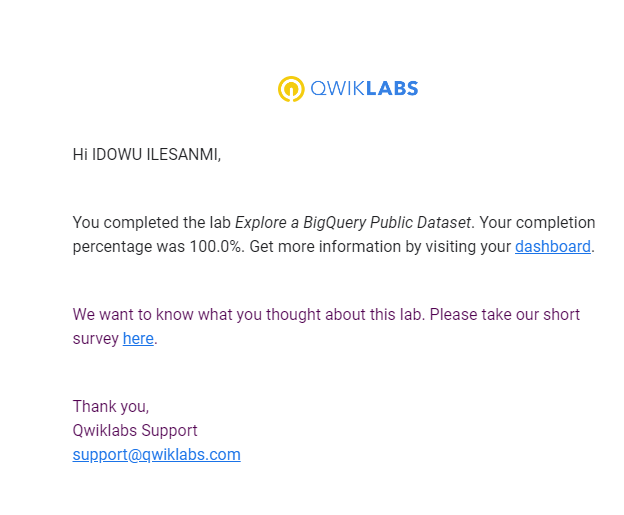 QWIKLABS
Hi IDOWU ILESANMI,
You completed the lab Explore a BigQuery Public Dataset. Your completion
percentage was 100.0%. Get more information by visiting your dashboard.
We want to know what you thought about this lab. Please take our short
survey here.
Thank you,
Qwiklabs Support
support@qwiklabs.com